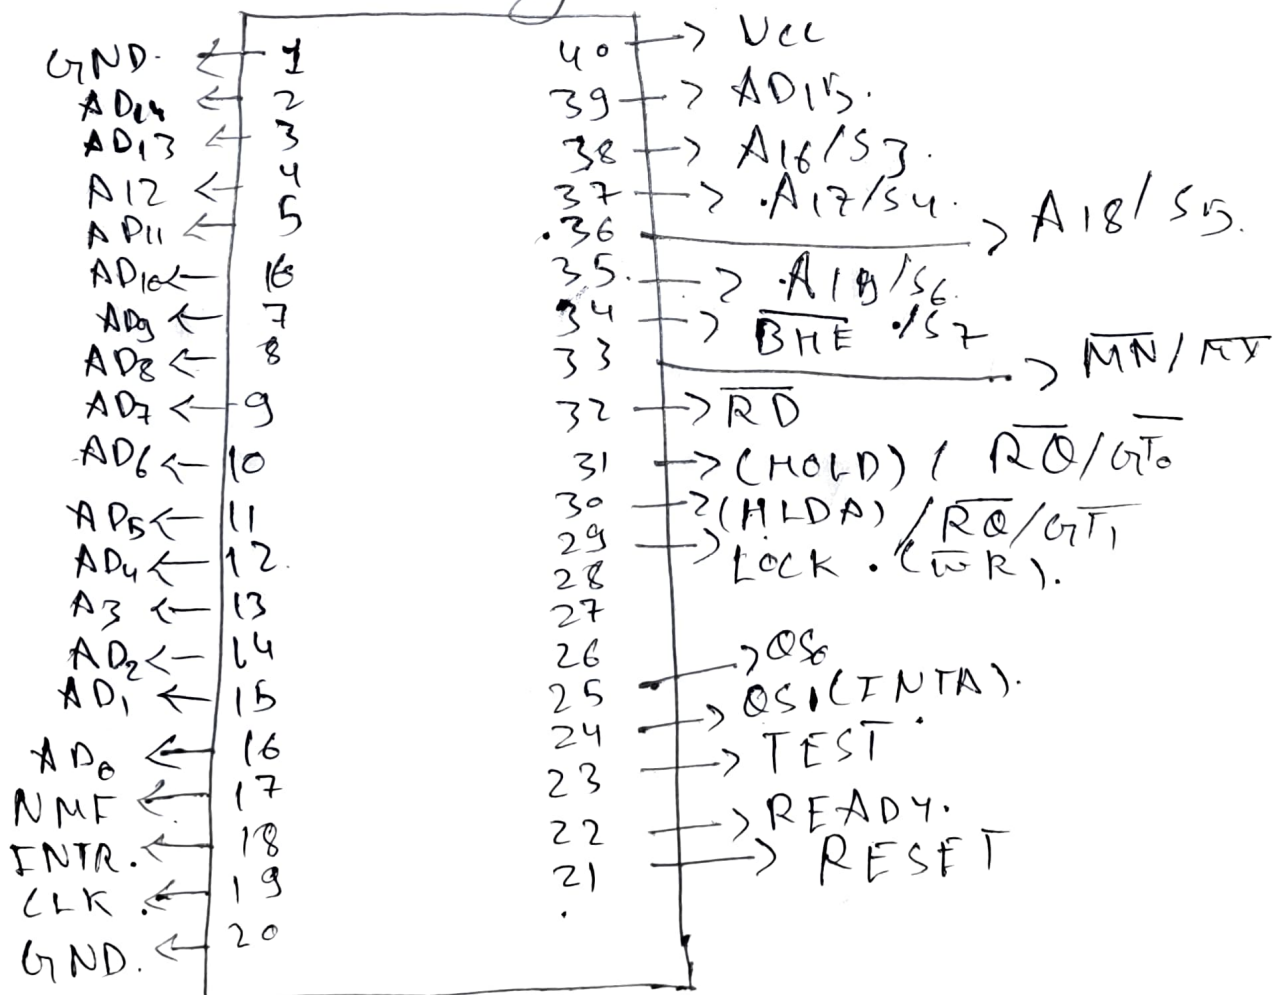 GND. 1 40 Vcc
AD14 2 39 AD15.
AD13 3 38 A16/S3.
A12 4 37 .A17/S4.
AD11 5 .36 A18/S5.
AD10 16 35. .A19/S6
AD9 7 34 BHE ./S7
AD8 8 33 MN/MX
AD7 9 32 RD
AD6 10 31 (HOLD) / RQ/GT0
AD5 11 30 (HLDA) /RQ/GT1
29 LOCK . (WR).
AD4 12. 28
A3 13 27
AD2 14 26
AD1 15 25 QS0
24 QS1(INTA).
AD0 16 23 TEST
NMI 17
INTR. 18 22 READY.
CLK. 19 21 RESET
GND. 20